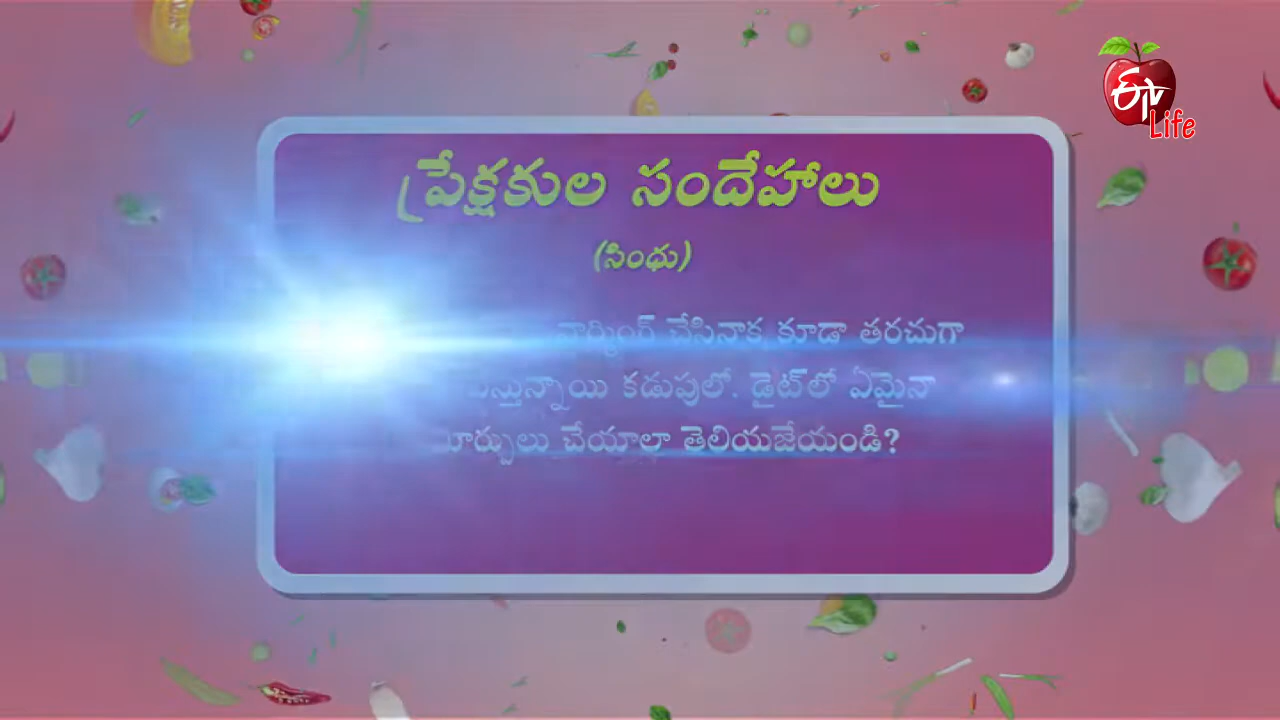 ETV
Life
ప్రేక్షకుల సందేహాలు
(సింధు)
చేసినాక కూడా తరచుగా
కడుపులో. డైట్‌లో ఏమైనా
మార్పులు చేయాలా తెలియజేయండి?